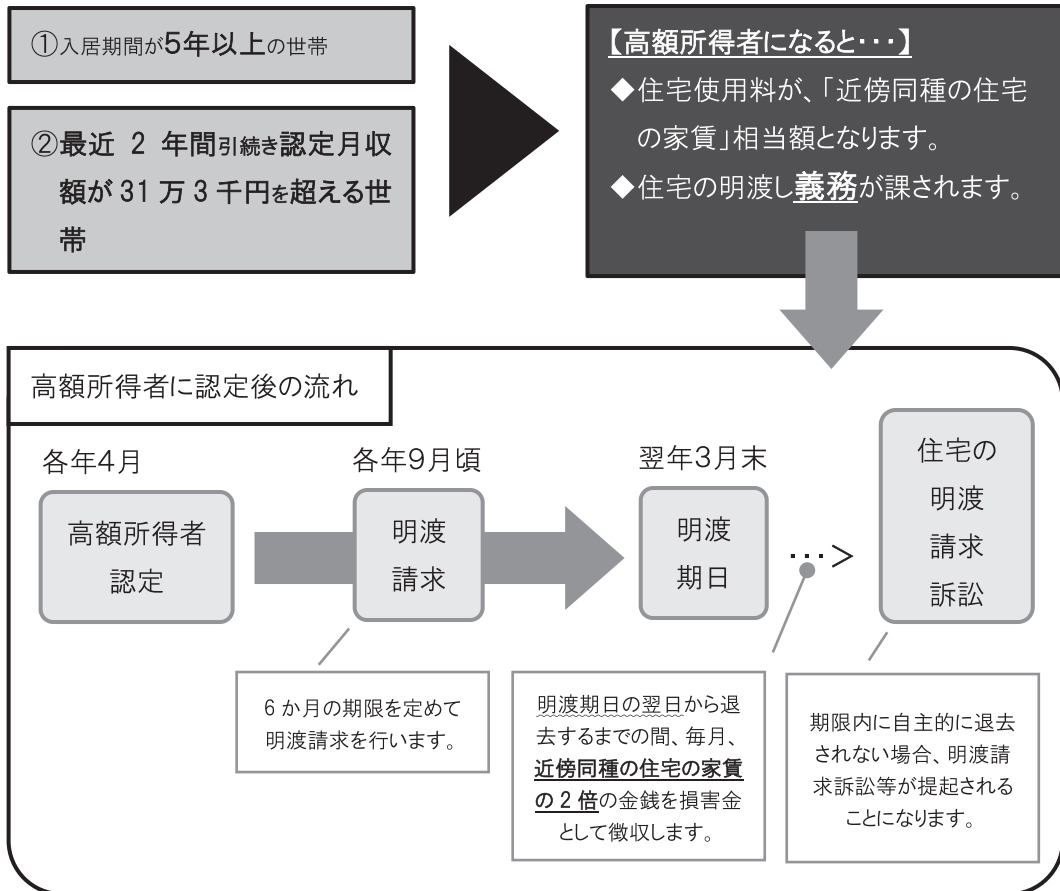 ①入居期間が5年以上の世帯
②最近 2 年間引続き認定月収
額が 31 万 3 千円を超える世
帯
【高額所得者になると・・・】
◆住宅使用料が、「近傍同種の住宅
の家賃」相当額となります。
◆住宅の明渡し義務が課されます。
高額所得者に認定後の流れ
各年4月
高額所得者
認定
各年9月頃
明渡
請求
翌年3月末
明渡
期日
…>
住宅の
明渡
請求
訴訟
6 か月の期限を定めて
明渡請求を行います。
明渡期日の翌日から退
去するまでの間、毎月、
近傍同種の住宅の家賃
の 2 倍の金銭を損害金
として徴収します。
期限内に自主的に退去
されない場合、明渡請
求訴訟等が提起される
ことになります。